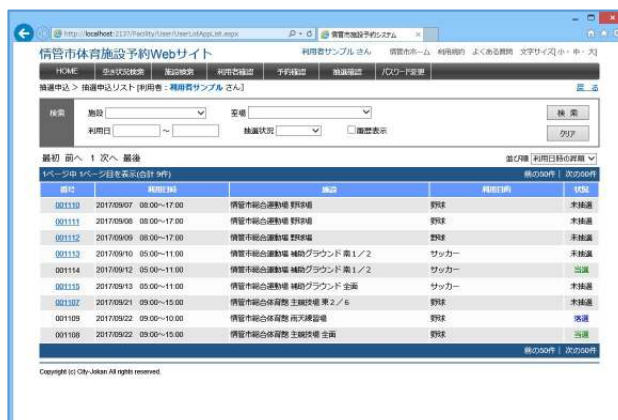 http://localhost:2137/Facility/User/UserLotAppList.aspx
情管市施設予約システム
情管市体育施設予約Webサイト
利用者サンプル さん 情管市ホーム 利用規約 よくある質問 文字サイズ[小・中・大]
HOME 空き状況検索 施設検索 利用者確認 予約確認 抽選確認 パスワード変更
抽選申込 > 抽選申込リスト [利用者：利用者サンプル さん] 戻る
検索 施設 室場 検索
利用日 ～ 抽選状況 履歴表示 クリア
最初 前へ 1 次へ 最後 並び順 利用日時の昇順
1ページ中 1ページ目を表示(合計 9件) 前の50件 | 次の50件
番号 利用日時 施設 利用目的 状況
001110 2017/09/07 08:00～17:00 情管市総合運動場 野球場 野球 未抽選
001111 2017/09/08 08:00～17:00 情管市総合運動場 野球場 野球 未抽選
001112 2017/09/09 08:00～17:00 情管市総合運動場 野球場 野球 未抽選
001113 2017/09/10 05:00～11:00 情管市総合運動場 補助グラウンド 南１／２ サッカー 未抽選
001114 2017/09/12 05:00～11:00 情管市総合運動場 補助グラウンド 南１／２ サッカー 当選
001115 2017/09/13 05:00～11:00 情管市総合運動場 補助グラウンド 全面 サッカー 未抽選
001107 2017/09/21 09:00～15:00 情管市総合体育館 主競技場 東２／６ 野球 未抽選
001109 2017/09/22 09:00～10:00 情管市総合体育館 雨天練習場 野球 落選
001108 2017/09/22 09:00～15:00 情管市総合体育館 主競技場 全面 野球 当選
前の50件 | 次の50件
Copyright (c) City-Jokan All rights reserved.